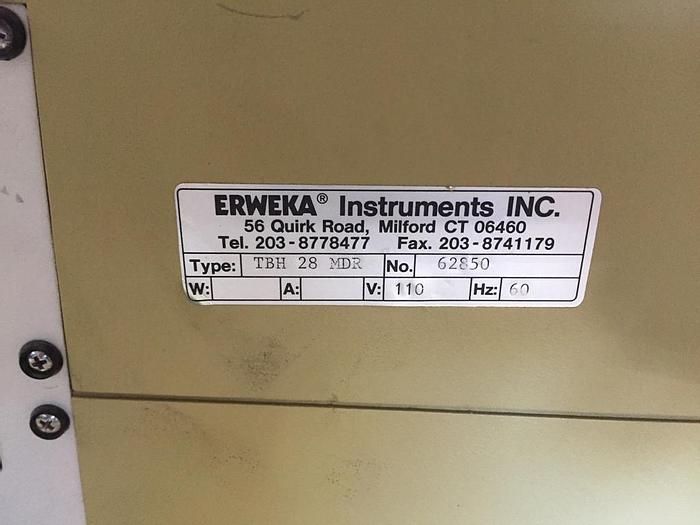 ERWEKA® Instruments INC.
56 Quirk Road, Milford CT 06460
Tel. 203-8778477 Fax. 203-8741179
Type: TBH 28 MDR No. 62850
W: A: V: 110 Hz: 60